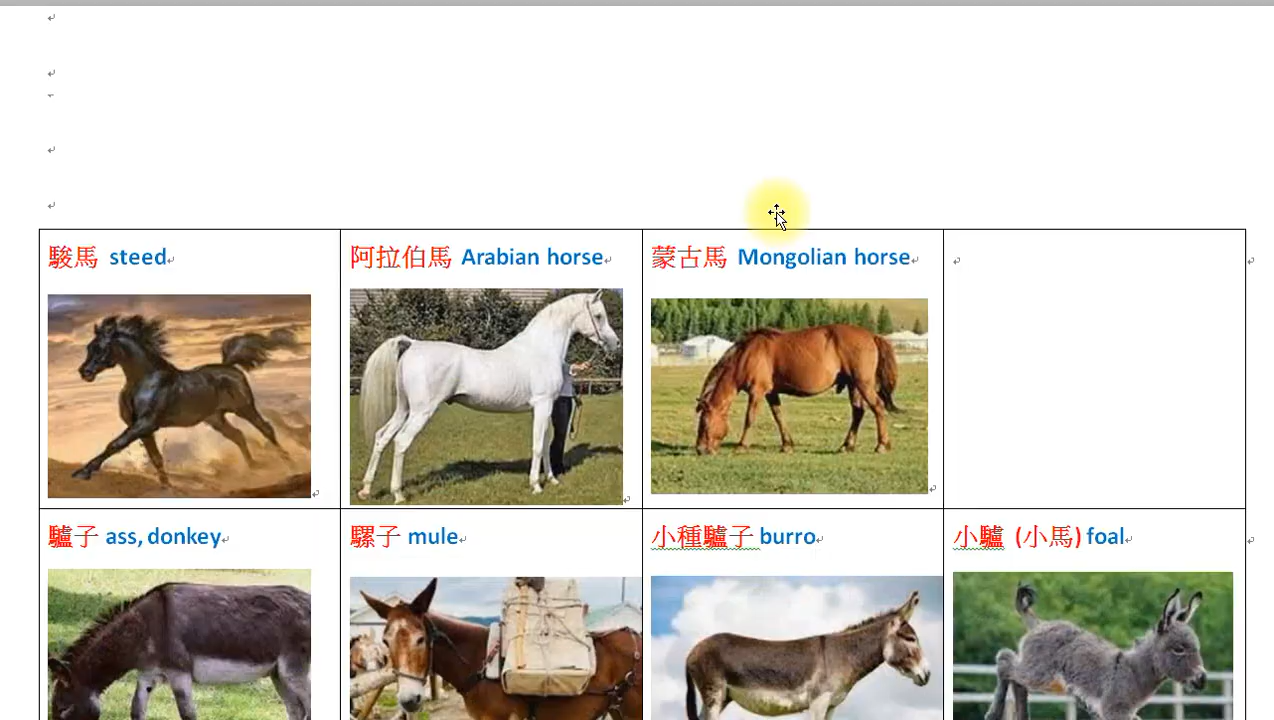 駿馬 steed
阿拉伯馬 Arabian horse
蒙古馬 Mongolian horse
驢子 ass, donkey
騾子 mule
小種驢子 burro
小驢 (小馬) foal